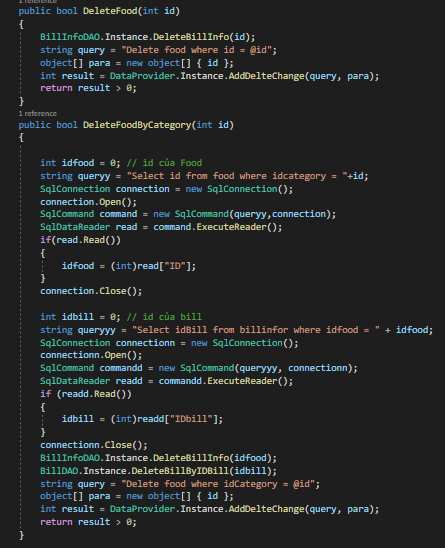 1 reference
public bool DeleteFood(int id)
{
BillInfoDAO.Instance.DeleteBillInfo(id);
string query = "Delete food where id = @id";
object[] para = new object[] { id };
int result = DataProvider.Instance.AddDelteChange(query, para);
return result > 0;
}
1 reference
public bool DeleteFoodByCategory(int id)
{
int idfood = 0; // id của Food
string queryy = "Select id from food where idcategory = "+id;
SqlConnection connection = new SqlConnection();
connection.Open();
SqlCommand command = new SqlCommand(queryy,connection);
SqlDataReader read = command.ExecuteReader();
if(read.Read())
{
idfood = (int)read["ID"];
}
connection.Close();
int idbill = 0; // id của bill
string queryyy = "Select idBill from billinfor where idfood = " + idfood;
SqlConnection connectionn = new SqlConnection();
connectionn.Open();
SqlCommand commandd = new SqlCommand(queryyy, connectionn);
SqlDataReader readd = commandd.ExecuteReader();
if (readd.Read())
{
idbill = (int)readd["IDbill"];
}
connectionn.Close();
BillInfoDAO.Instance.DeleteBillInfo(idfood);
BillDAO.Instance.DeleteBillByIDBill(idbill);
string query = "Delete food where idCategory = @id";
object[] para = new object[] { id };
int result = DataProvider.Instance.AddDelteChange(query, para);
return result > 0;
}